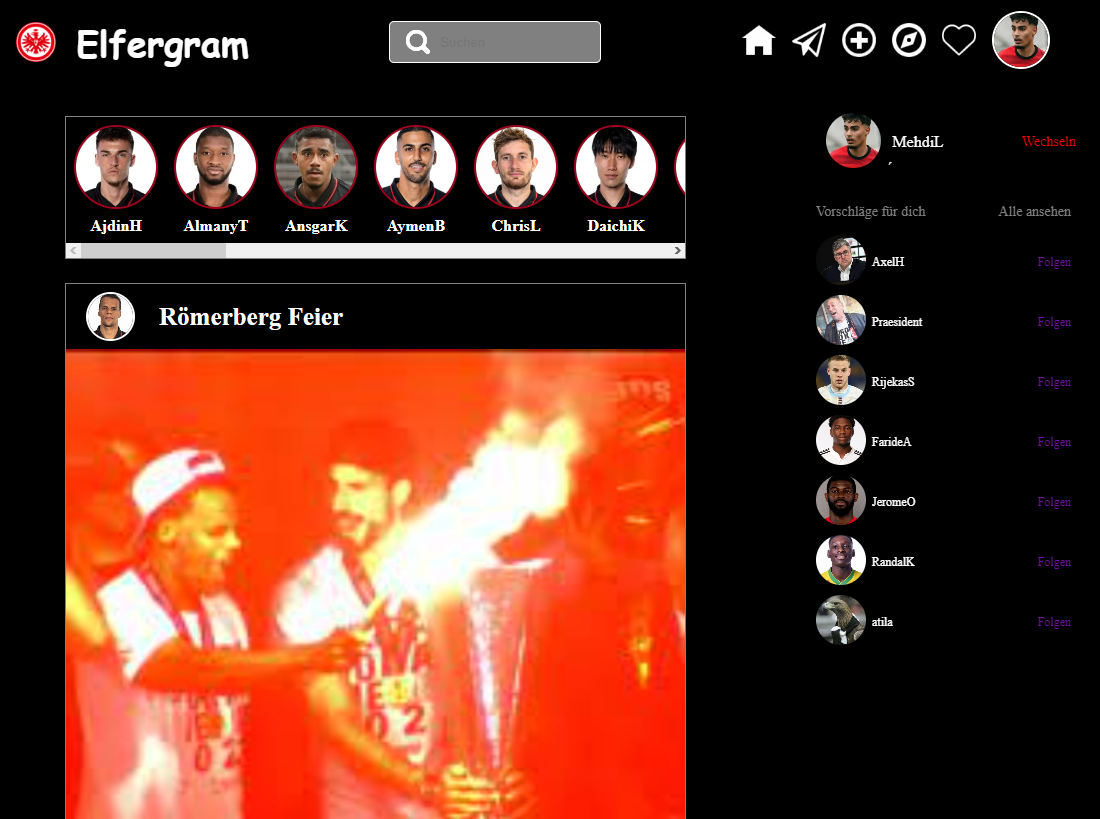 Elfergram
Suchen
AjdinH
AlmanyT
AnsgarK
AymenB
ChrisL
DaichiK
MehdiL
Wechseln
Vorschläge für dich
Alle ansehen
AxelH
Folgen
Praesident
Folgen
RijekasS
Folgen
FarideA
Folgen
JeromeO
Folgen
RandalK
Folgen
atila
Folgen
Römerberg Feier